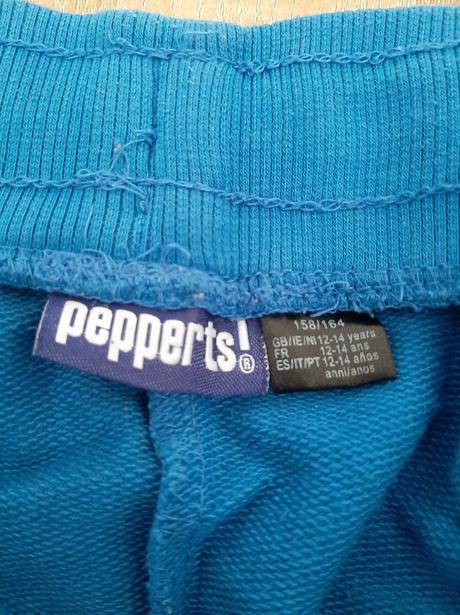 pepperts!®
158/164
GB/IE/NI 12-14 years
FR 12-14 ans
ES/IT/PT 12-14 años
anni/anos